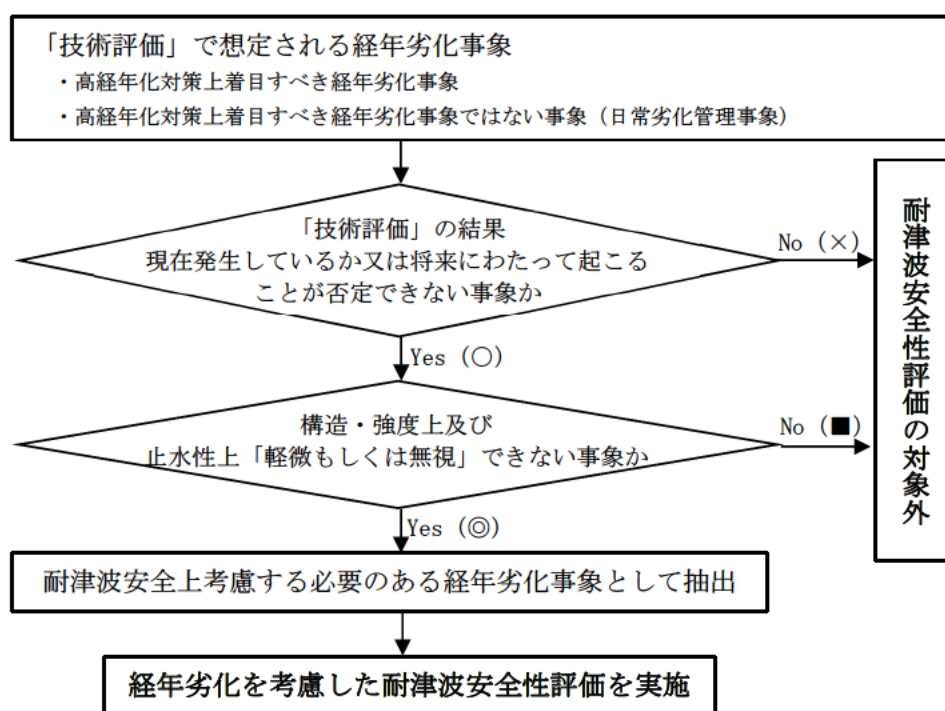 「技術評価」で想定される経年劣化事象
・高経年化対策上着目すべき経年劣化事象
・高経年化対策上着目すべき経年劣化事象ではない事象（日常劣化管理事象）
「技術評価」の結果
現在発生しているか又は将来にわたって起こる
ことが否定できない事象か
No（×）
Yes（○）
構造・強度上及び
止水性上「軽微もしくは無視」できない事象か
No（■）
Yes（◎）
耐津波安全性評価の対象外
耐津波安全上考慮する必要のある経年劣化事象として抽出
経年劣化を考慮した耐津波安全性評価を実施